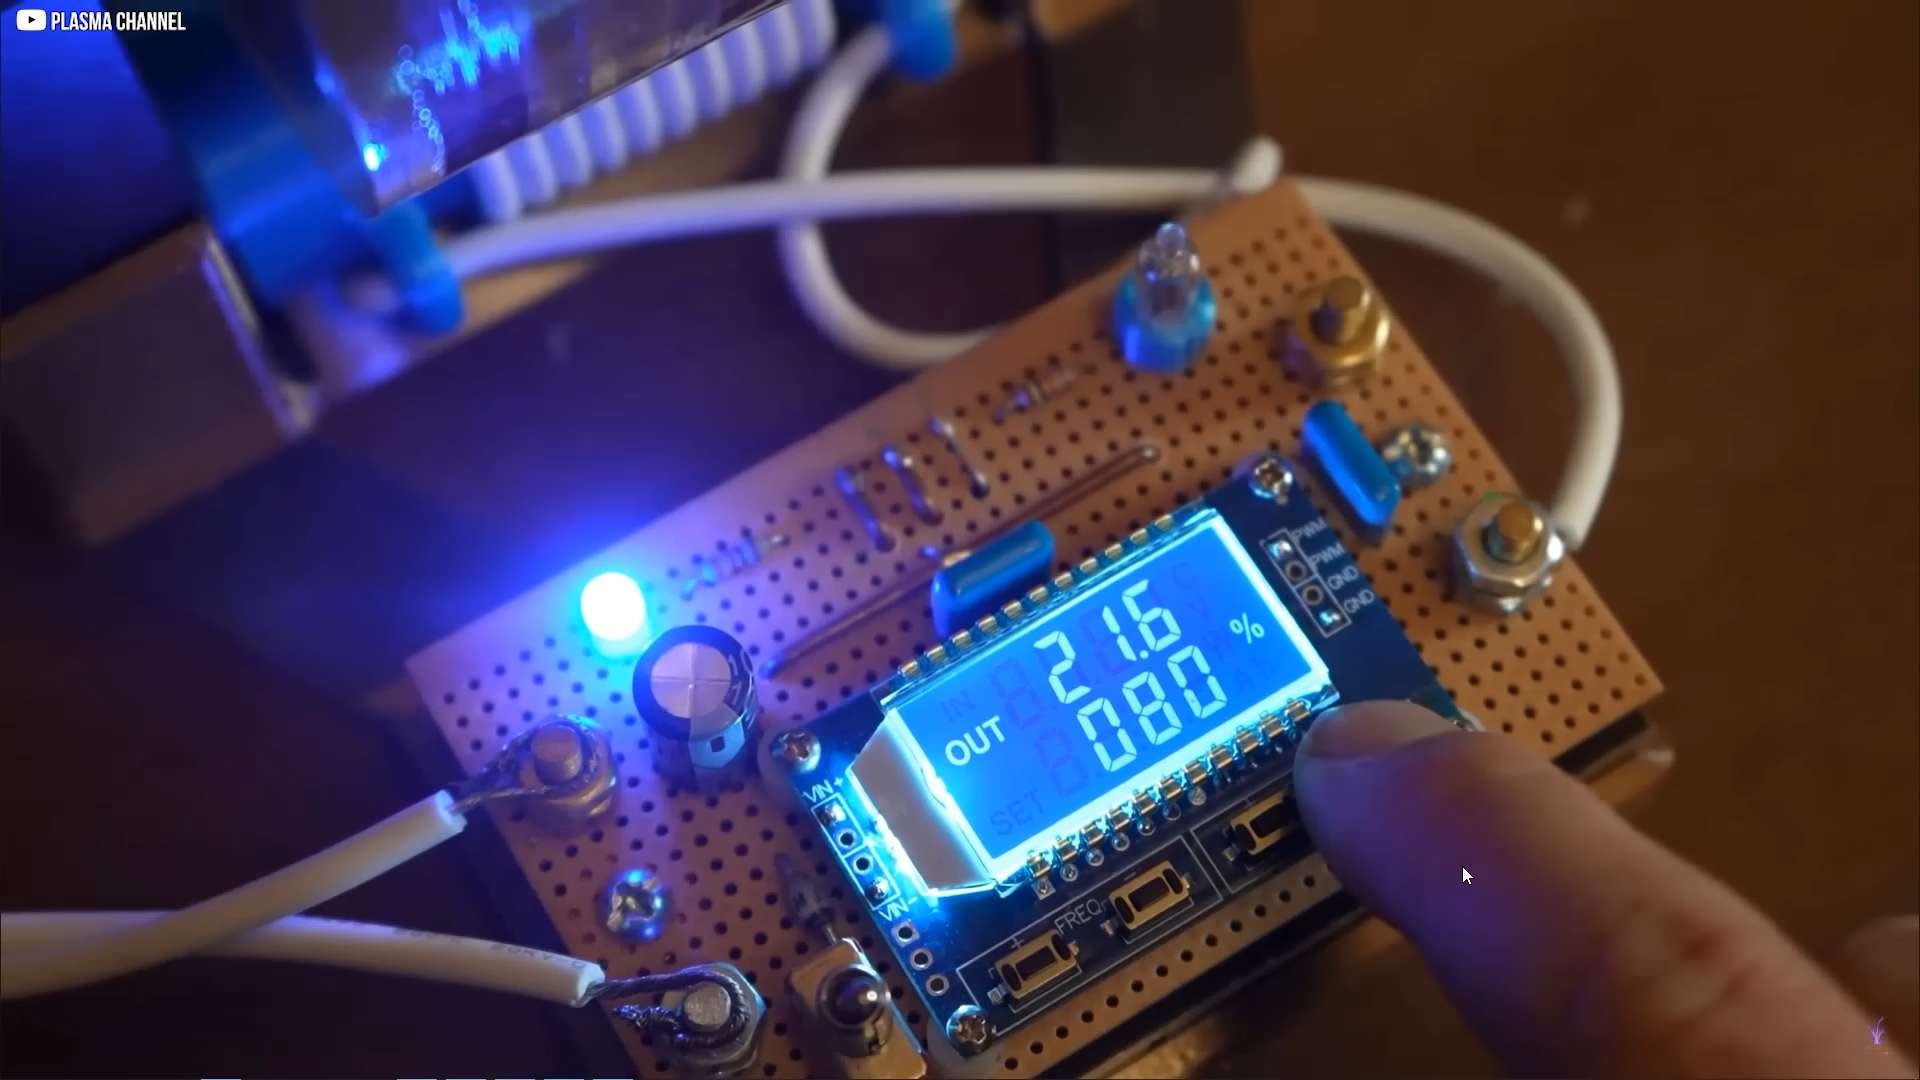 PLASMA CHANNEL
21.6
%
OUT
080
IN
SET
PWM
PWM
GND
GND
VIN+
VIN-
+ FREQ -
+